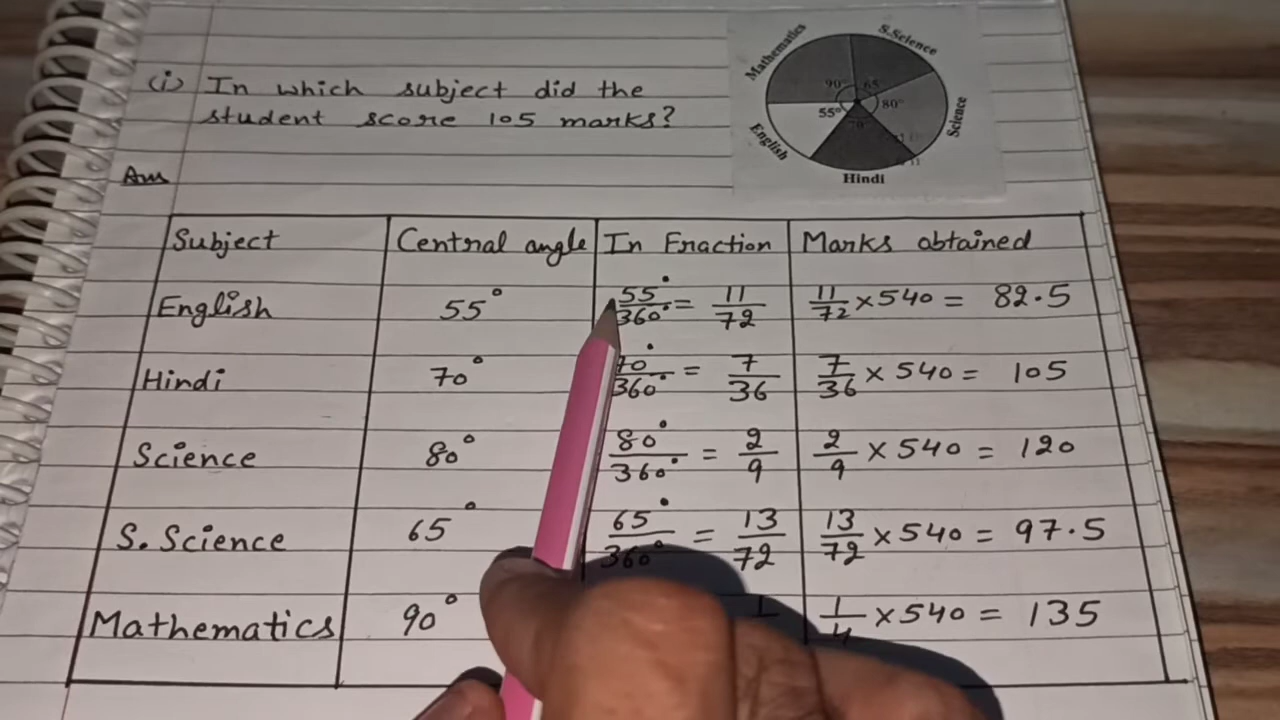 (i) In which subject did the
student score 105 marks?
Ans
Mathematics
S.Science
90° 65
80°
55°
70°
English
Science
Hindi
Subject Central angle In Fraction Marks obtained
English 55° 55°/360° = 11/72 11/72 × 540 = 82.5
Hindi 70° 70°/360° = 7/36 7/36 × 540 = 105
Science 80° 80°/360° = 2/9 2/9 × 540 = 120
S. Science 65° 65°/360° = 13/72 13/72 × 540 = 97.5
Mathematics 90° 1/4 × 540 = 135